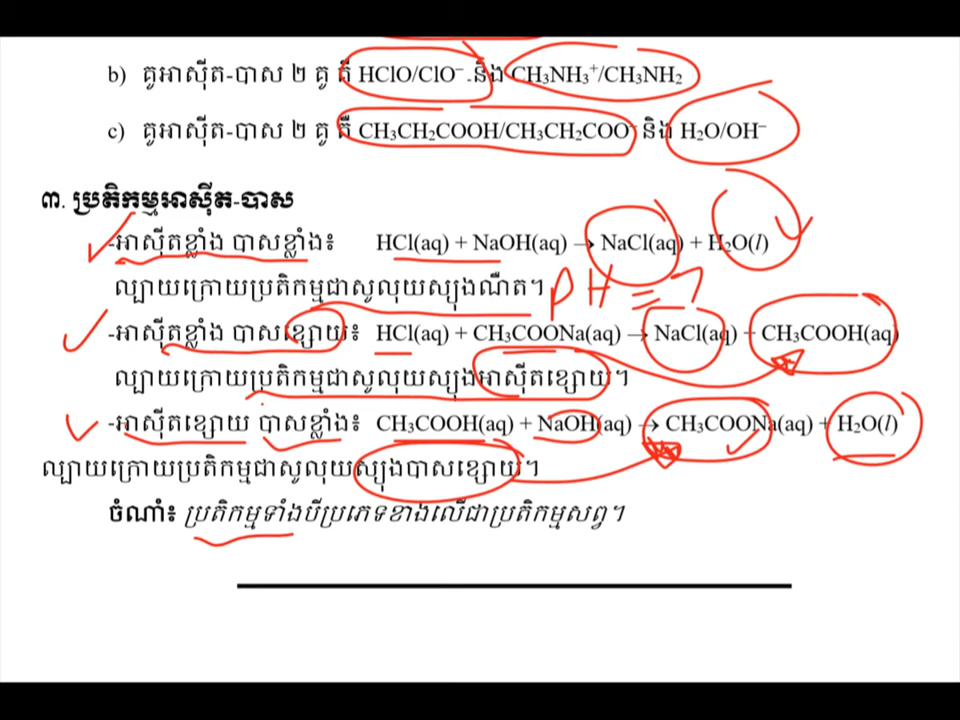 b) គូអាស៊ីត-បាស ២ គូ គឺ HClO/ClO⁻ និង CH₃NH₃⁺/CH₃NH₂
c) គូអាស៊ីត-បាស ២ គូ គឺ CH₃CH₂COOH/CH₃CH₂COO⁻ និង H₂O/OH⁻
៣. ប្រតិកម្មអាស៊ីត-បាស
-អាស៊ីតខ្លាំង បាសខ្លាំង៖ HCl(aq) + NaOH(aq) → NaCl(aq) + H₂O(l)
ល្បាយក្រោយប្រតិកម្មជាសូលុយស្យុងណឺត។ pH = 7
-អាស៊ីតខ្លាំង បាសខ្សោយ៖ HCl(aq) + CH₃COONa(aq) → NaCl(aq) + CH₃COOH(aq)
ល្បាយក្រោយប្រតិកម្មជាសូលុយស្យុងអាស៊ីតខ្សោយ។
-អាស៊ីតខ្សោយ បាសខ្លាំង៖ CH₃COOH(aq) + NaOH(aq) → CH₃COONa(aq) + H₂O(l)
ល្បាយក្រោយប្រតិកម្មជាសូលុយស្យុងបាសខ្សោយ។
ចំណាំ៖ ប្រតិកម្មទាំងបីប្រភេទខាងលើជាប្រតិកម្មសព្វ។